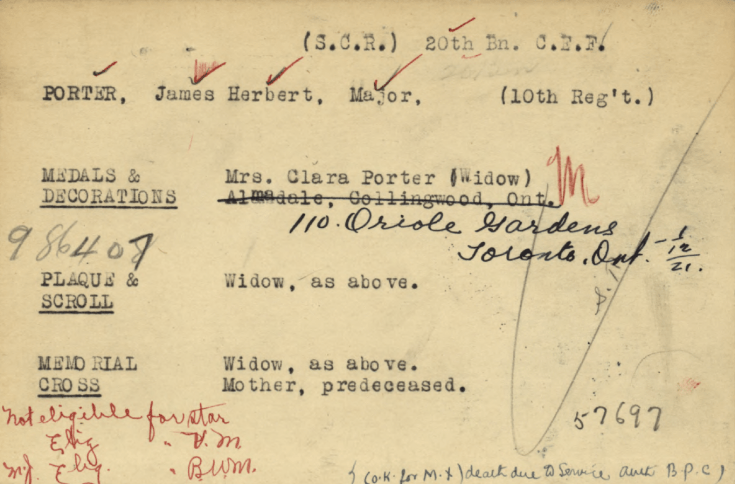 (S.C.R.) 20th Bn. C.E.F.
PORTER, James Herbert, Major, (10th Reg't.)
MEDALS & Mrs. Clara Porter (Widow) M
DECORATIONS Almadale, Collingwood, Ont.
110. Oriole Gardens
Toronto, Ont. 1/12/21.
986407
PLAQUE & Widow, as above.
SCROLL
MEMORIAL Widow, as above.
CROSS Mother, predeceased.
Not eligible for star
Elig " V.M
57697
Elig. " BWM.
(O.K. for M.X) death due to Service auth B.P.C)